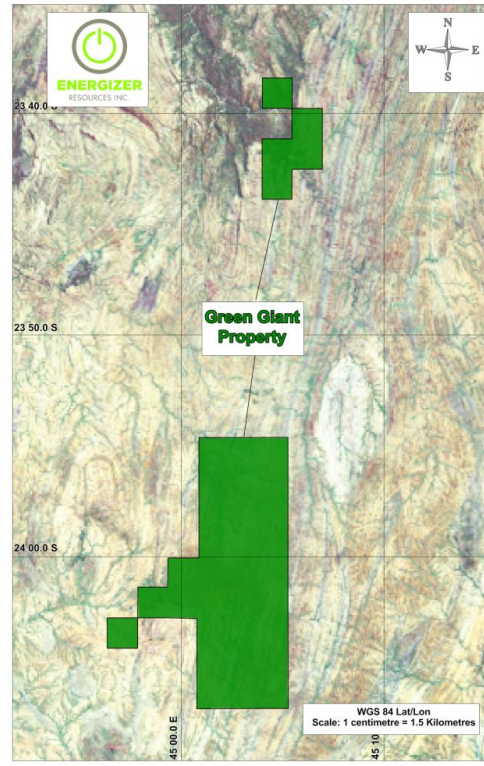 N
W E
S
ENERGIZER
RESOURCES INC.
23 40.0 S
Green Giant
Property
23 50.0 S
24 00.0 S
WGS 84 Lat/Lon
Scale: 1 centimetre = 1.5 Kilometres
45 00.0 E
45 10